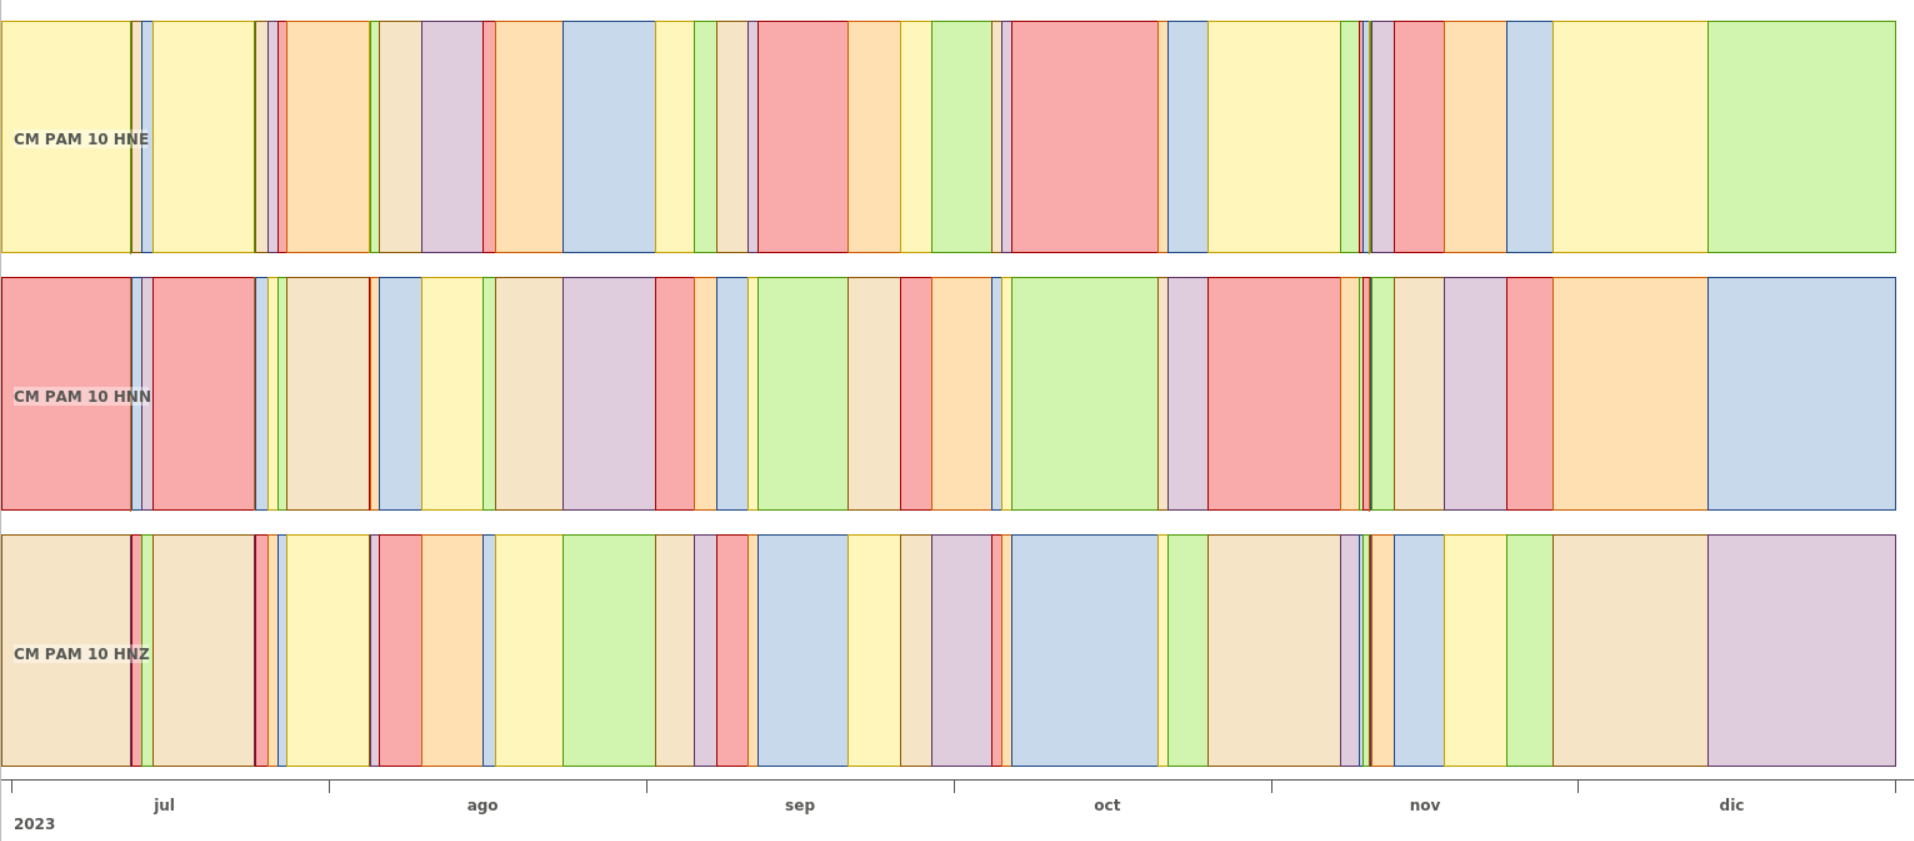 CM PAM 10 HNE
CM PAM 10 HNN
CM PAM 10 HNZ
jul ago sep oct nov dic
2023